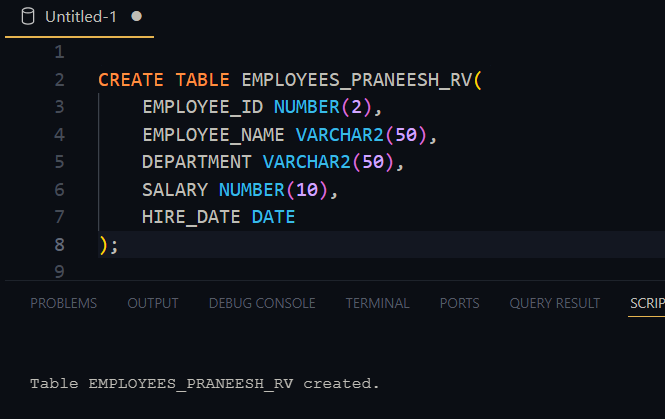 Untitled-1
1
2 CREATE TABLE EMPLOYEES_PRANEESH_RV(
3 EMPLOYEE_ID NUMBER(2),
4 EMPLOYEE_NAME VARCHAR2(50),
5 DEPARTMENT VARCHAR2(50),
6 SALARY NUMBER(10),
7 HIRE_DATE DATE
8 );
9
PROBLEMS OUTPUT DEBUG CONSOLE TERMINAL PORTS QUERY RESULT SCRIP
Table EMPLOYEES_PRANEESH_RV created.